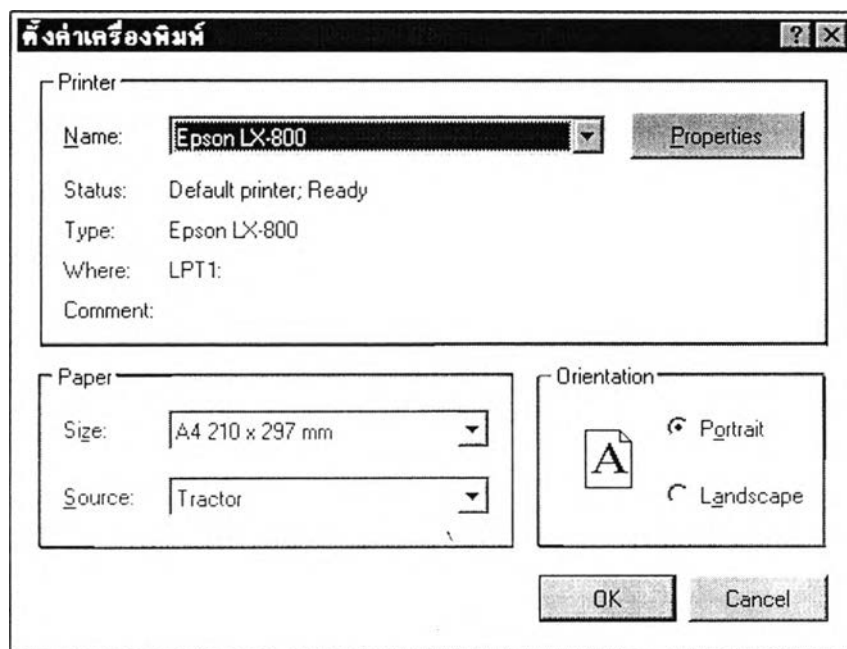 ตั้งค่าเครื่องพิมพ์
Printer
Name: Epson LX-800 Properties
Status: Default printer; Ready
Type: Epson LX-800
Where: LPT1:
Comment:
Paper
Size: A4 210 x 297 mm
Source: Tractor
Orientation
A
Portrait
Landscape
OK Cancel